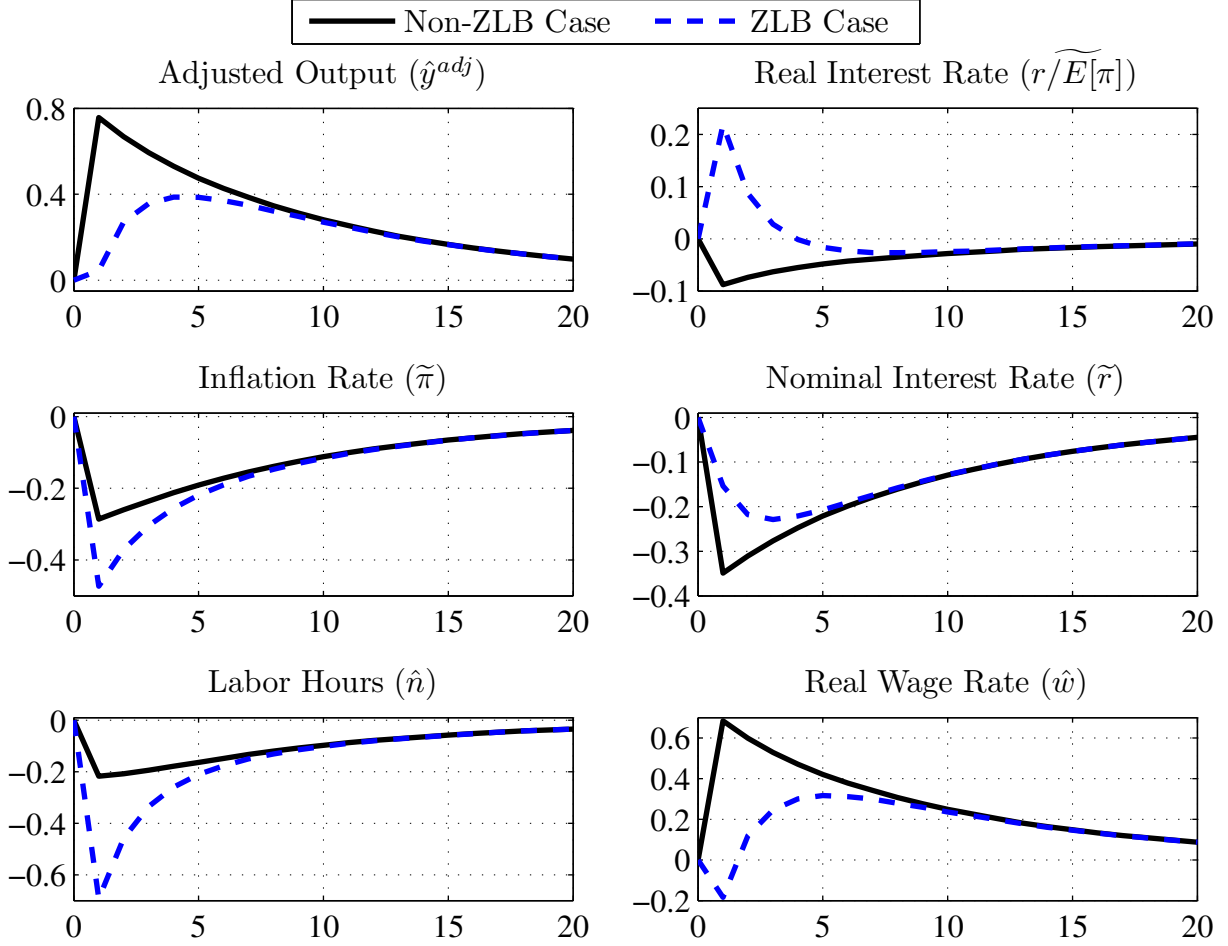 Non-ZLB Case ZLB Case
Adjusted Output (ŷ^{adj})
0.8
0.4
0
0 5 10 15 20
Real Interest Rate (r/\widetilde{E[π]})
0.2
0.1
0
−0.1
0 5 10 15 20
Inflation Rate (π̃)
0
−0.2
−0.4
0 5 10 15 20
Nominal Interest Rate (r̃)
0
−0.1
−0.2
−0.3
−0.4
0 5 10 15 20
Labor Hours (n̂)
0
−0.2
−0.4
−0.6
0 5 10 15 20
Real Wage Rate (ŵ)
0.6
0.4
0.2
0
−0.2
0 5 10 15 20